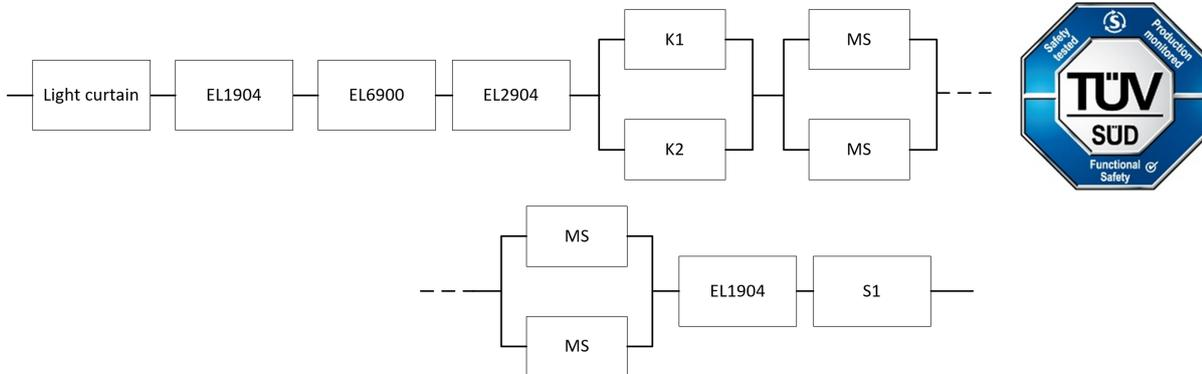 Light curtain
EL1904
EL6900
EL2904
K1
K2
MS
MS
Safety
tested
S
Production
monitored
TÜV
SÜD
Functional
Safety
MS
MS
EL1904
S1